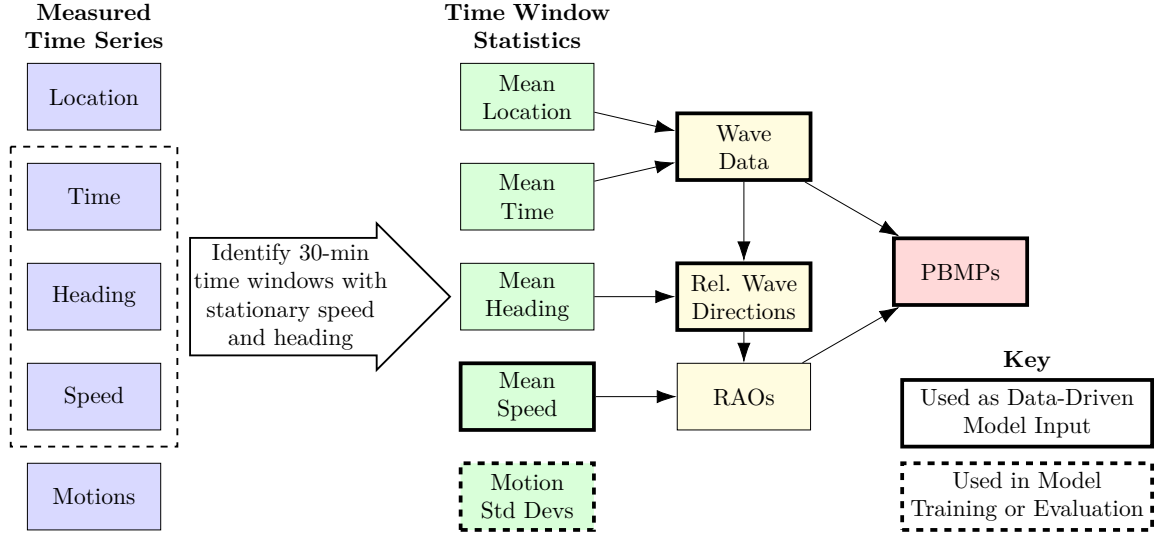 Measured
Time Series
Location
Time
Heading
Speed
Motions
Identify 30-min
time windows with
stationary speed
and heading
Time Window
Statistics
Mean
Location
Mean
Time
Mean
Heading
Mean
Speed
Motion
Std Devs
Wave
Data
Rel. Wave
Directions
RAOs
PBMPs
Key
Used as Data-Driven
Model Input
Used in Model
Training or Evaluation